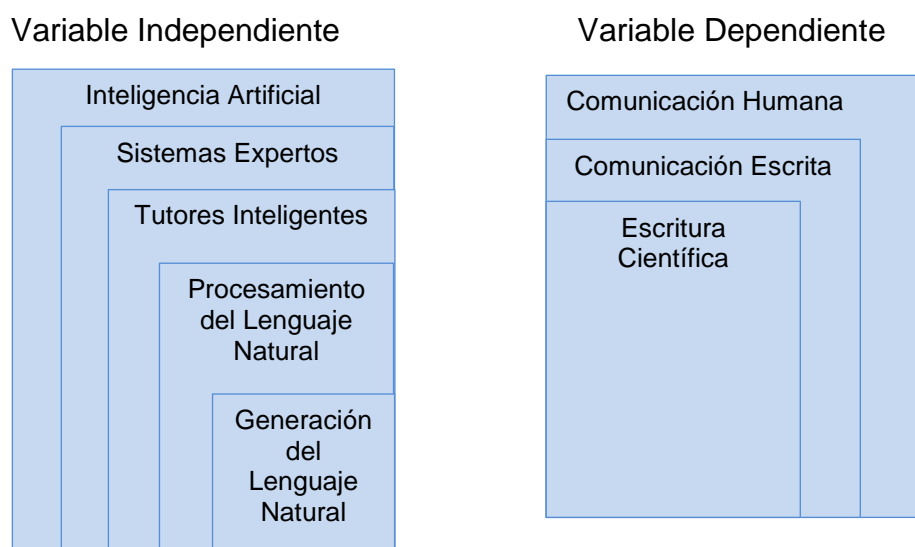 Variable Independiente
Inteligencia Artificial
Sistemas Expertos
Tutores Inteligentes
Procesamiento
del Lenguaje
Natural
Generación
del
Lenguaje
Natural
Variable Dependiente
Comunicación Humana
Comunicación Escrita
Escritura
Científica